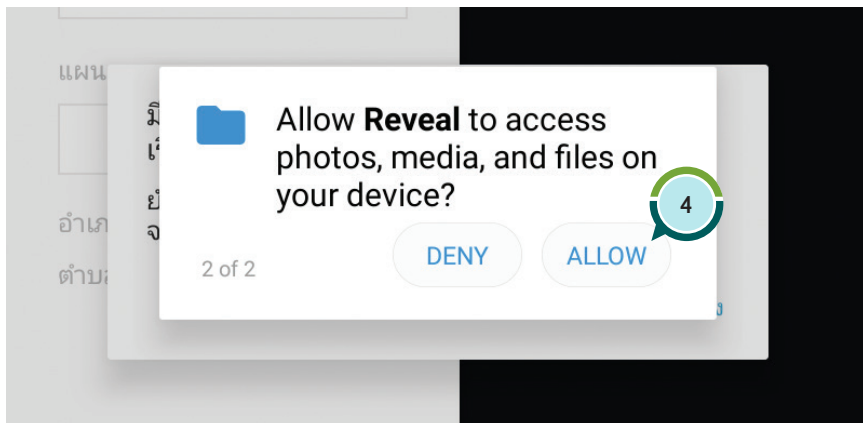 แผน
Allow Reveal to access
photos, media, and files on
your device?
4
2 of 2
DENY
ALLOW
อำเภ
ตำบล